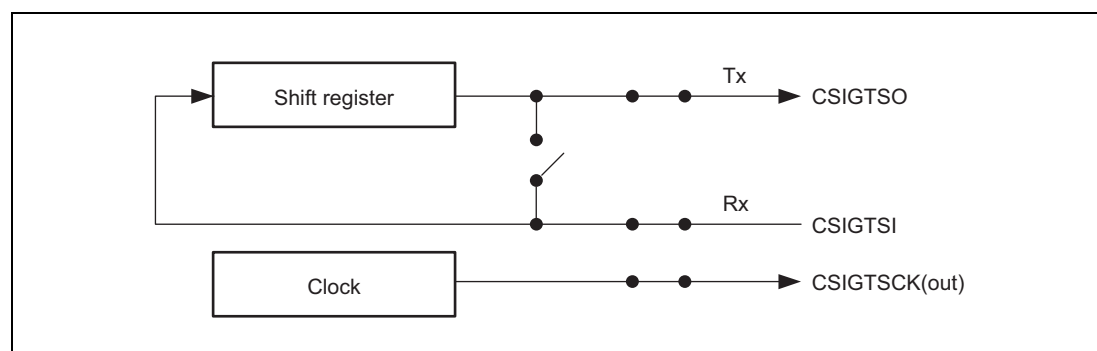 Shift register
Tx
CSIGTSO
Rx
CSIGTSI
Clock
CSIGTSCK(out)